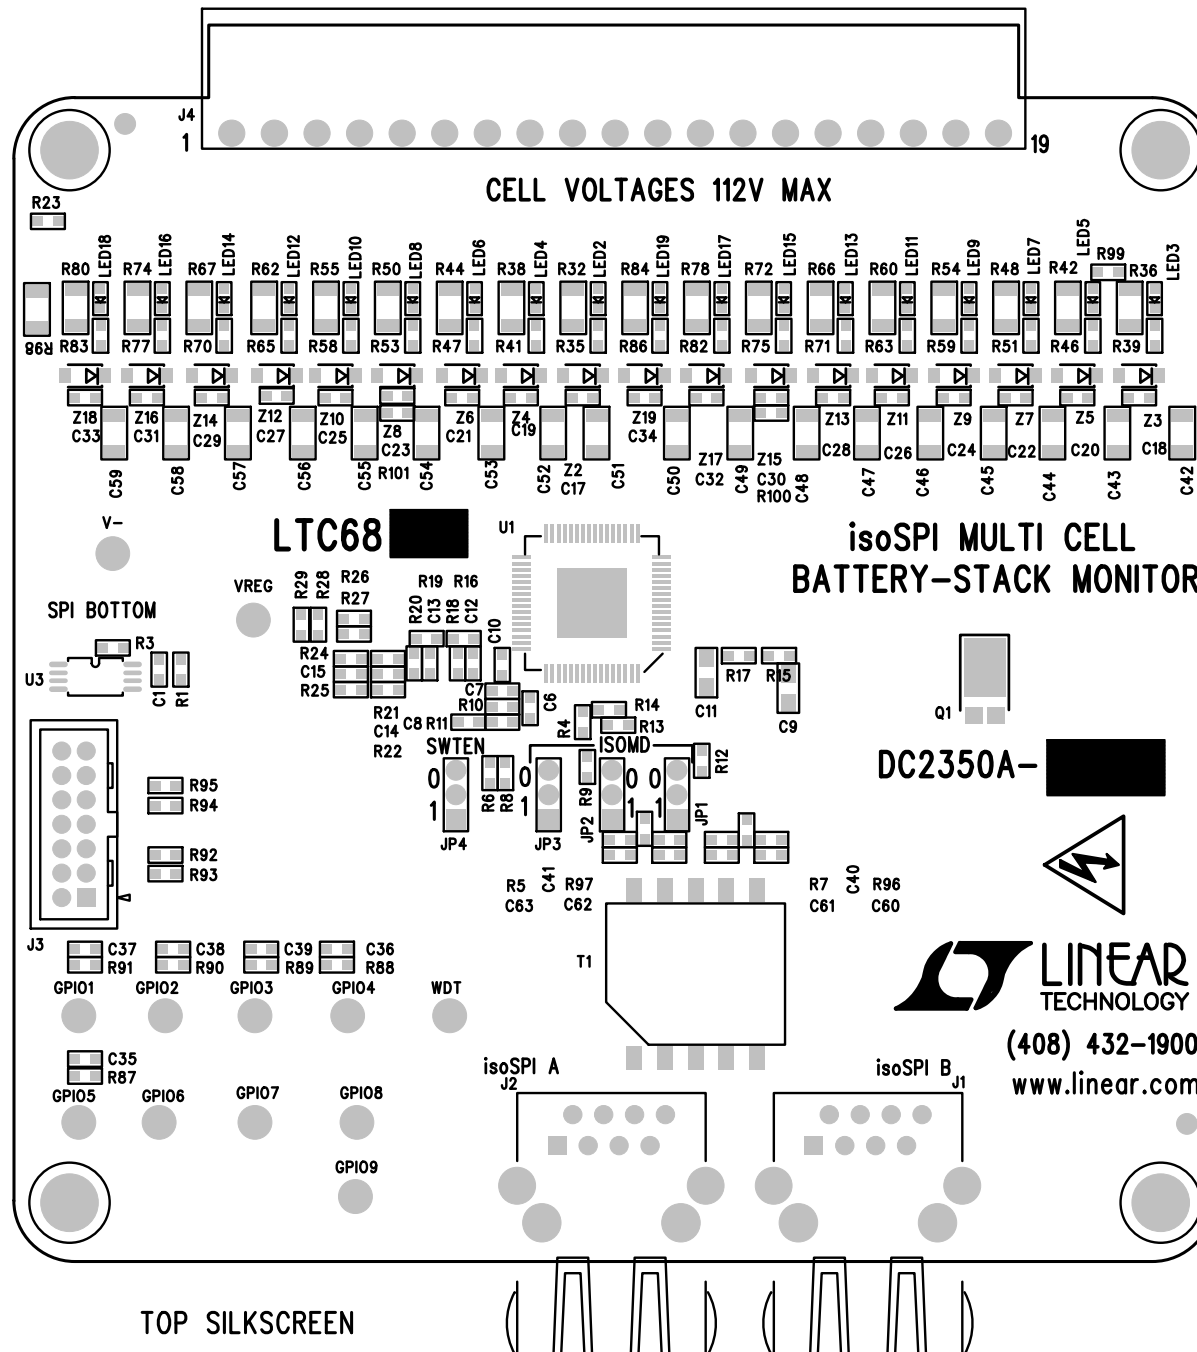 J4
1
19
CELL VOLTAGES 112V MAX
R23
LED18 LED16 LED14 LED12 LED10 LED8 LED6 LED4 LED2 LED19 LED17 LED15 LED13 LED11 LED9 LED7 LED5 LED3
R80 R74 R67 R62 R55 R50 R44 R38 R32 R84 R78 R72 R66 R60 R54 R48 R42 R99 R36
R98 R83 R77 R70 R65 R58 R53 R47 R41 R35 R86 R82 R75 R71 R63 R59 R51 R46 R39
Z18 Z16 Z14 Z12 Z10 Z8 Z6 Z4 Z2 Z19 Z17 Z15 Z13 Z11 Z9 Z7 Z5 Z3
C33 C31 C29 C27 C25 C23 C21 C19 C17 C34 C32 C30 C28 C26 C24 C22 C20 C18
R101 R100
C59 C58 C57 C56 C55 C54 C53 C52 C51 C50 C49 C48 C47 C46 C45 C44 C43 C42
V-
LTC68
U1
isoSPI MULTI CELL
BATTERY-STACK MONITOR
VREG
R29 R28 R26
R27
R19 R16
R20 C13 R18 C12
C10
SPI BOTTOM
R3
U3
C1 R1
R24
C15
R25
R21
C14
R22
C7
R10
C8 R11
C6
R4
R14
R13
C11
R17 R15
C9
Q1
DC2350A-
SWTEN
ISOMD
R12
0 0 0 0
1 1 1 1
R6 R8
R9
JP4 JP3 JP2 JP1
R95
R94
R92
R93
J3
R5 C41 R97 R7 C40 R96
C63 C62 C61 C60
T1
C37 C38 C39 C36
R91 R90 R89 R88
GPIO1 GPIO2 GPIO3 GPIO4 WDT
LINEAR
TECHNOLOGY
(408) 432-1900
www.linear.com
C35
R87
GPIO5 GPIO6 GPIO7 GPIO8
GPIO9
isoSPI A
J2
isoSPI B
J1
TOP SILKSCREEN